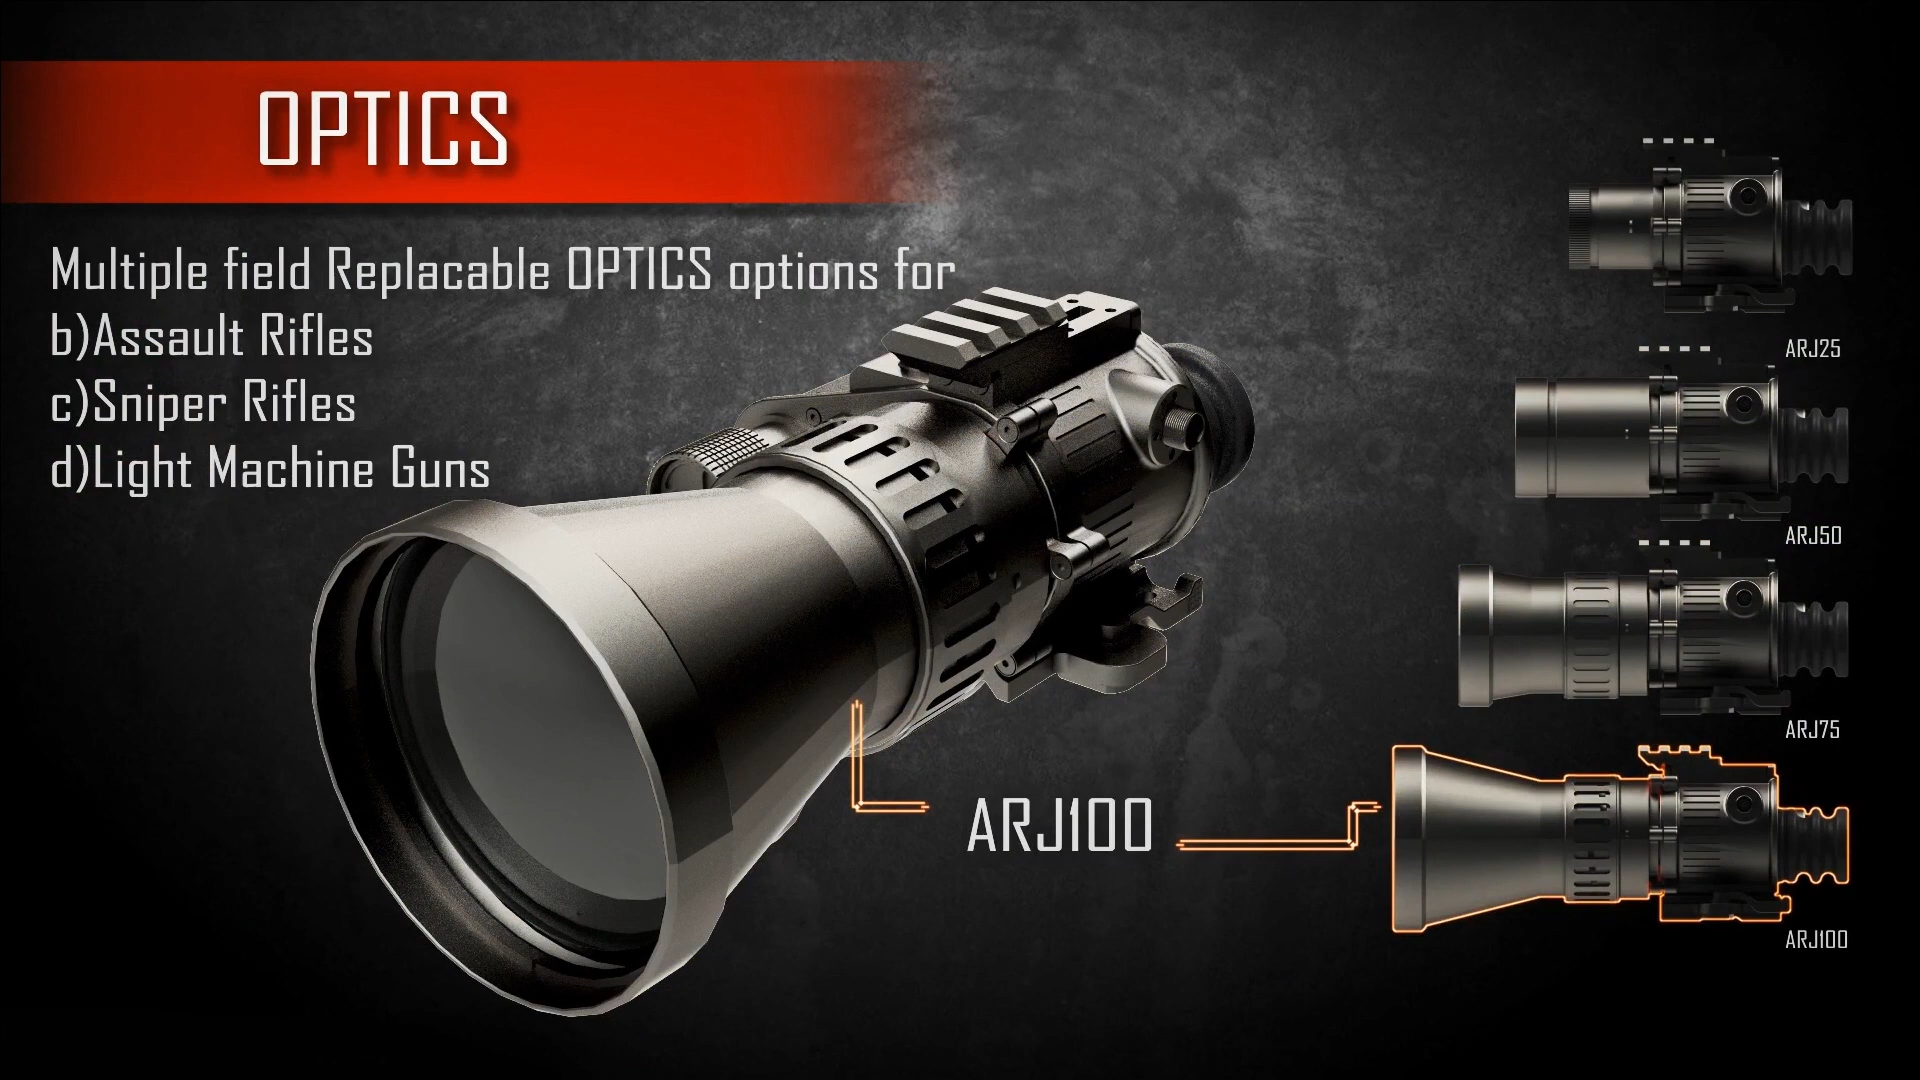 OPTICS
Multiple field Replacable OPTICS options for
b)Assault Rifles
c)Sniper Rifles
d)Light Machine Guns
ARJ25
ARJ50
ARJ75
ARJ100
ARJ100